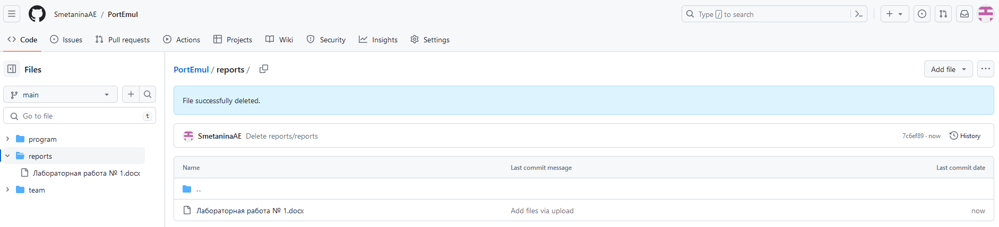 SmetaninaAE / PortEmul
Type / to search
Code Issues Pull requests Actions Projects Wiki Security Insights Settings
Files
PortEmul / reports /
Add file
main
File successfully deleted.
Go to file t
SmetaninaAE Delete reports/reports 7c6ef89 · now History
program
reports
Name Last commit message Last commit date
Лабораторная работа № 1.docx
..
team
Лабораторная работа № 1.docx Add files via upload now